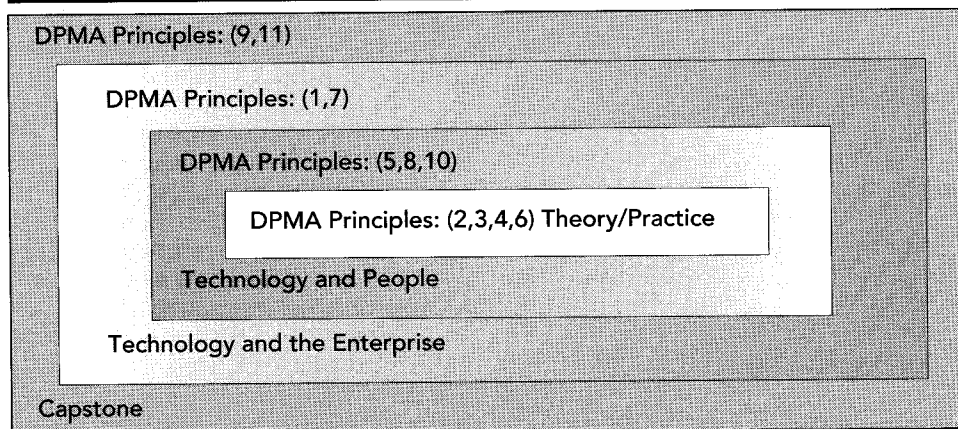 DPMA Principles: (9,11)
DPMA Principles: (1,7)
DPMA Principles: (5,8,10)
DPMA Principles: (2,3,4,6) Theory/Practice
Technology and People
Technology and the Enterprise
Capstone